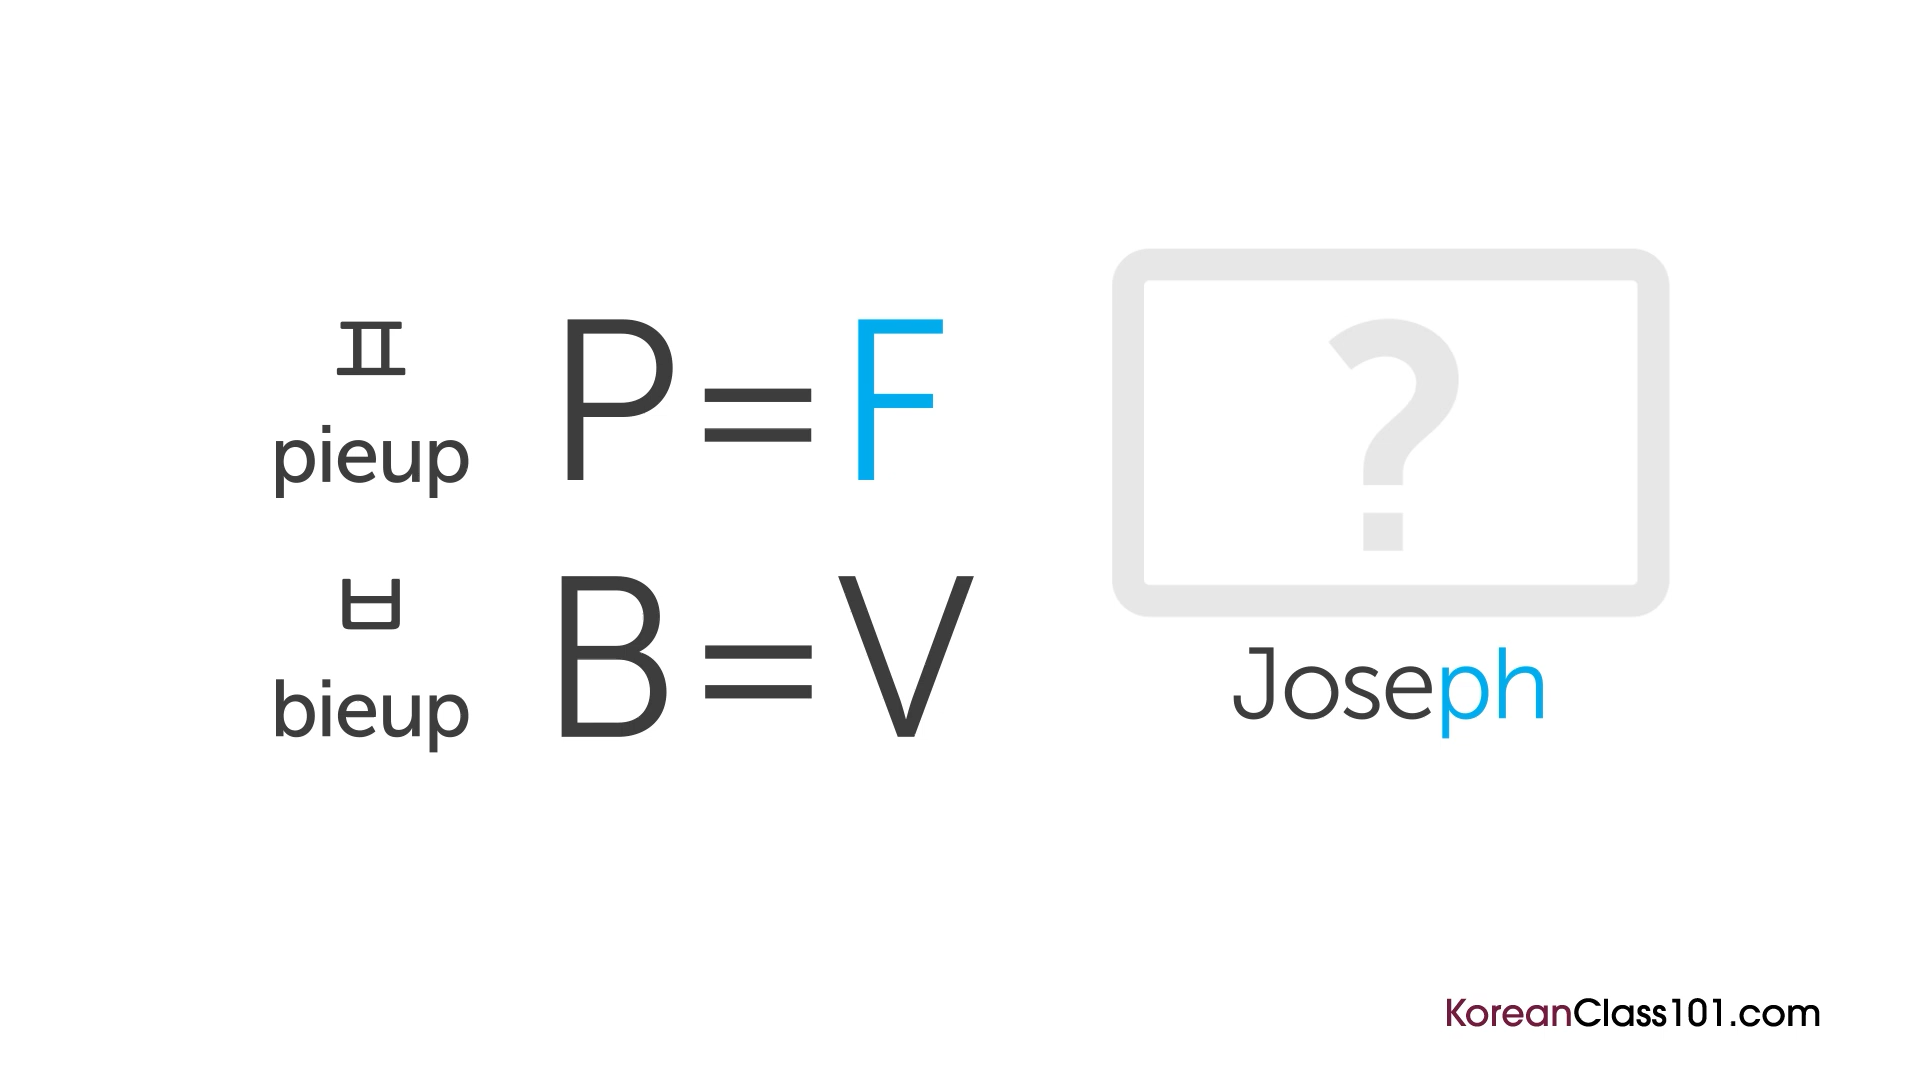 ㅍ
pieup
P=F
ㅂ
bieup
B=V
?
Joseph
KoreanClass101.com